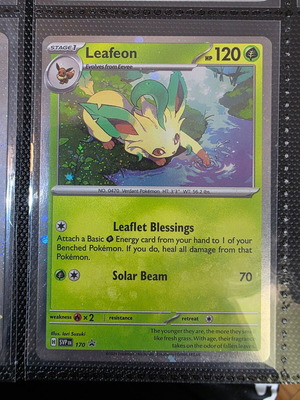 STAGE 1
Leafeon
HP 120
Evolves from Eevee
NO. 0470 Verdant Pokémon HT: 3'3" WT: 56.2 lbs.
Leaflet Blessings
Attach a Basic Energy card from your hand to 1 of your
Benched Pokémon. If you do, heal all damage from
that Pokémon.
Solar Beam 70
weakness ×2 resistance retreat
Illus. Iori Suzuki
H SVP EN 170
The younger they are, the more they smell
like fresh grass. With age, their fragrance
takes on the odor of fallen leaves.